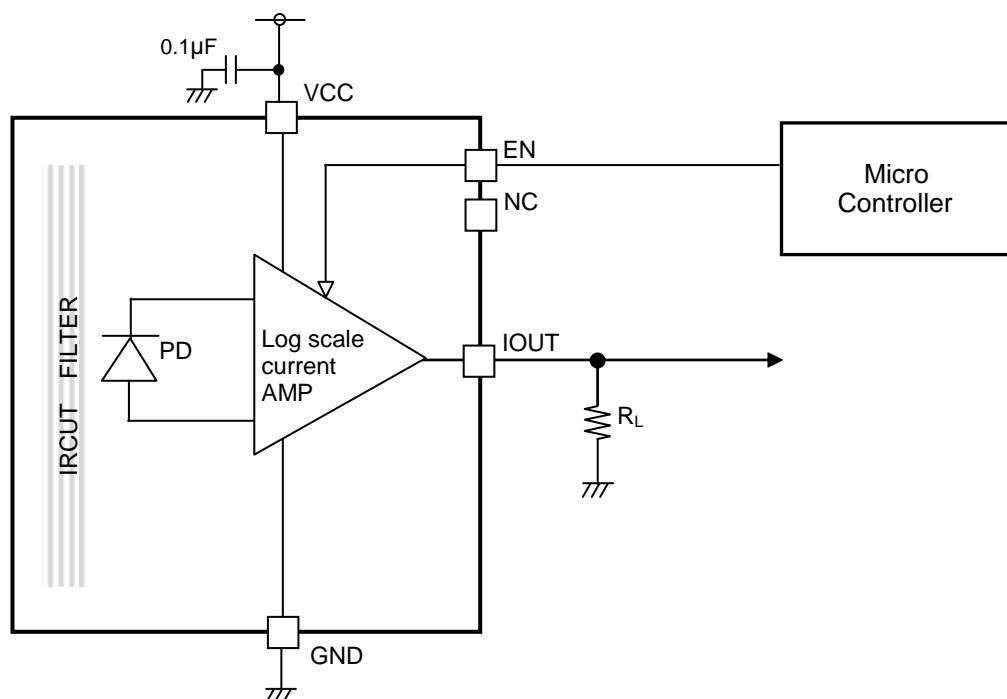 0.1µF
VCC
EN
NC
Micro
Controller
IRCUT FILTER
PD
Log scale
current
AMP
IOUT
RL
GND